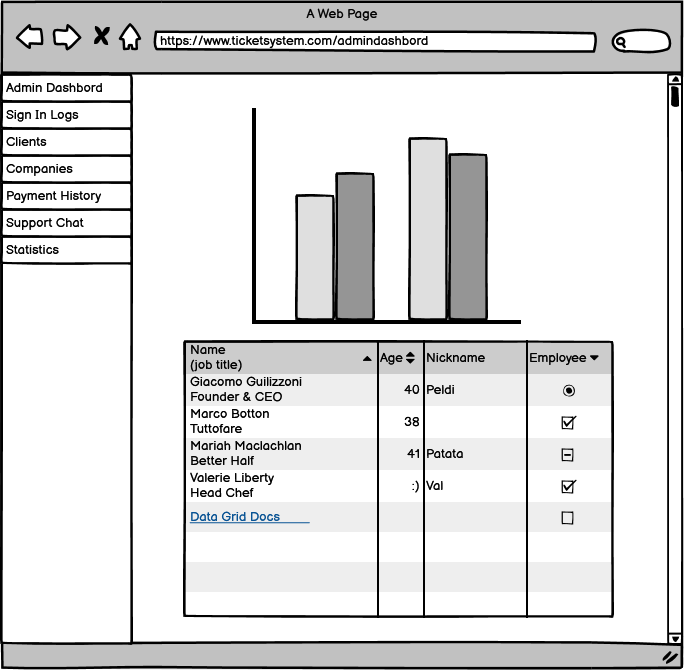 A Web Page
https://www.ticketsystem.com/admindashbord
Admin Dashbord
Sign In Logs
Clients
Companies
Payment History
Support Chat
Statistics
Name
(job title)
Age
Nickname
Employee
Giacomo Guilizzoni
Founder & CEO
40
Peldi
Marco Botton
Tuttofare
38
Mariah Maclachlan
Better Half
41
Patata
Valerie Liberty
Head Chef
:)
Val
Data Grid Docs